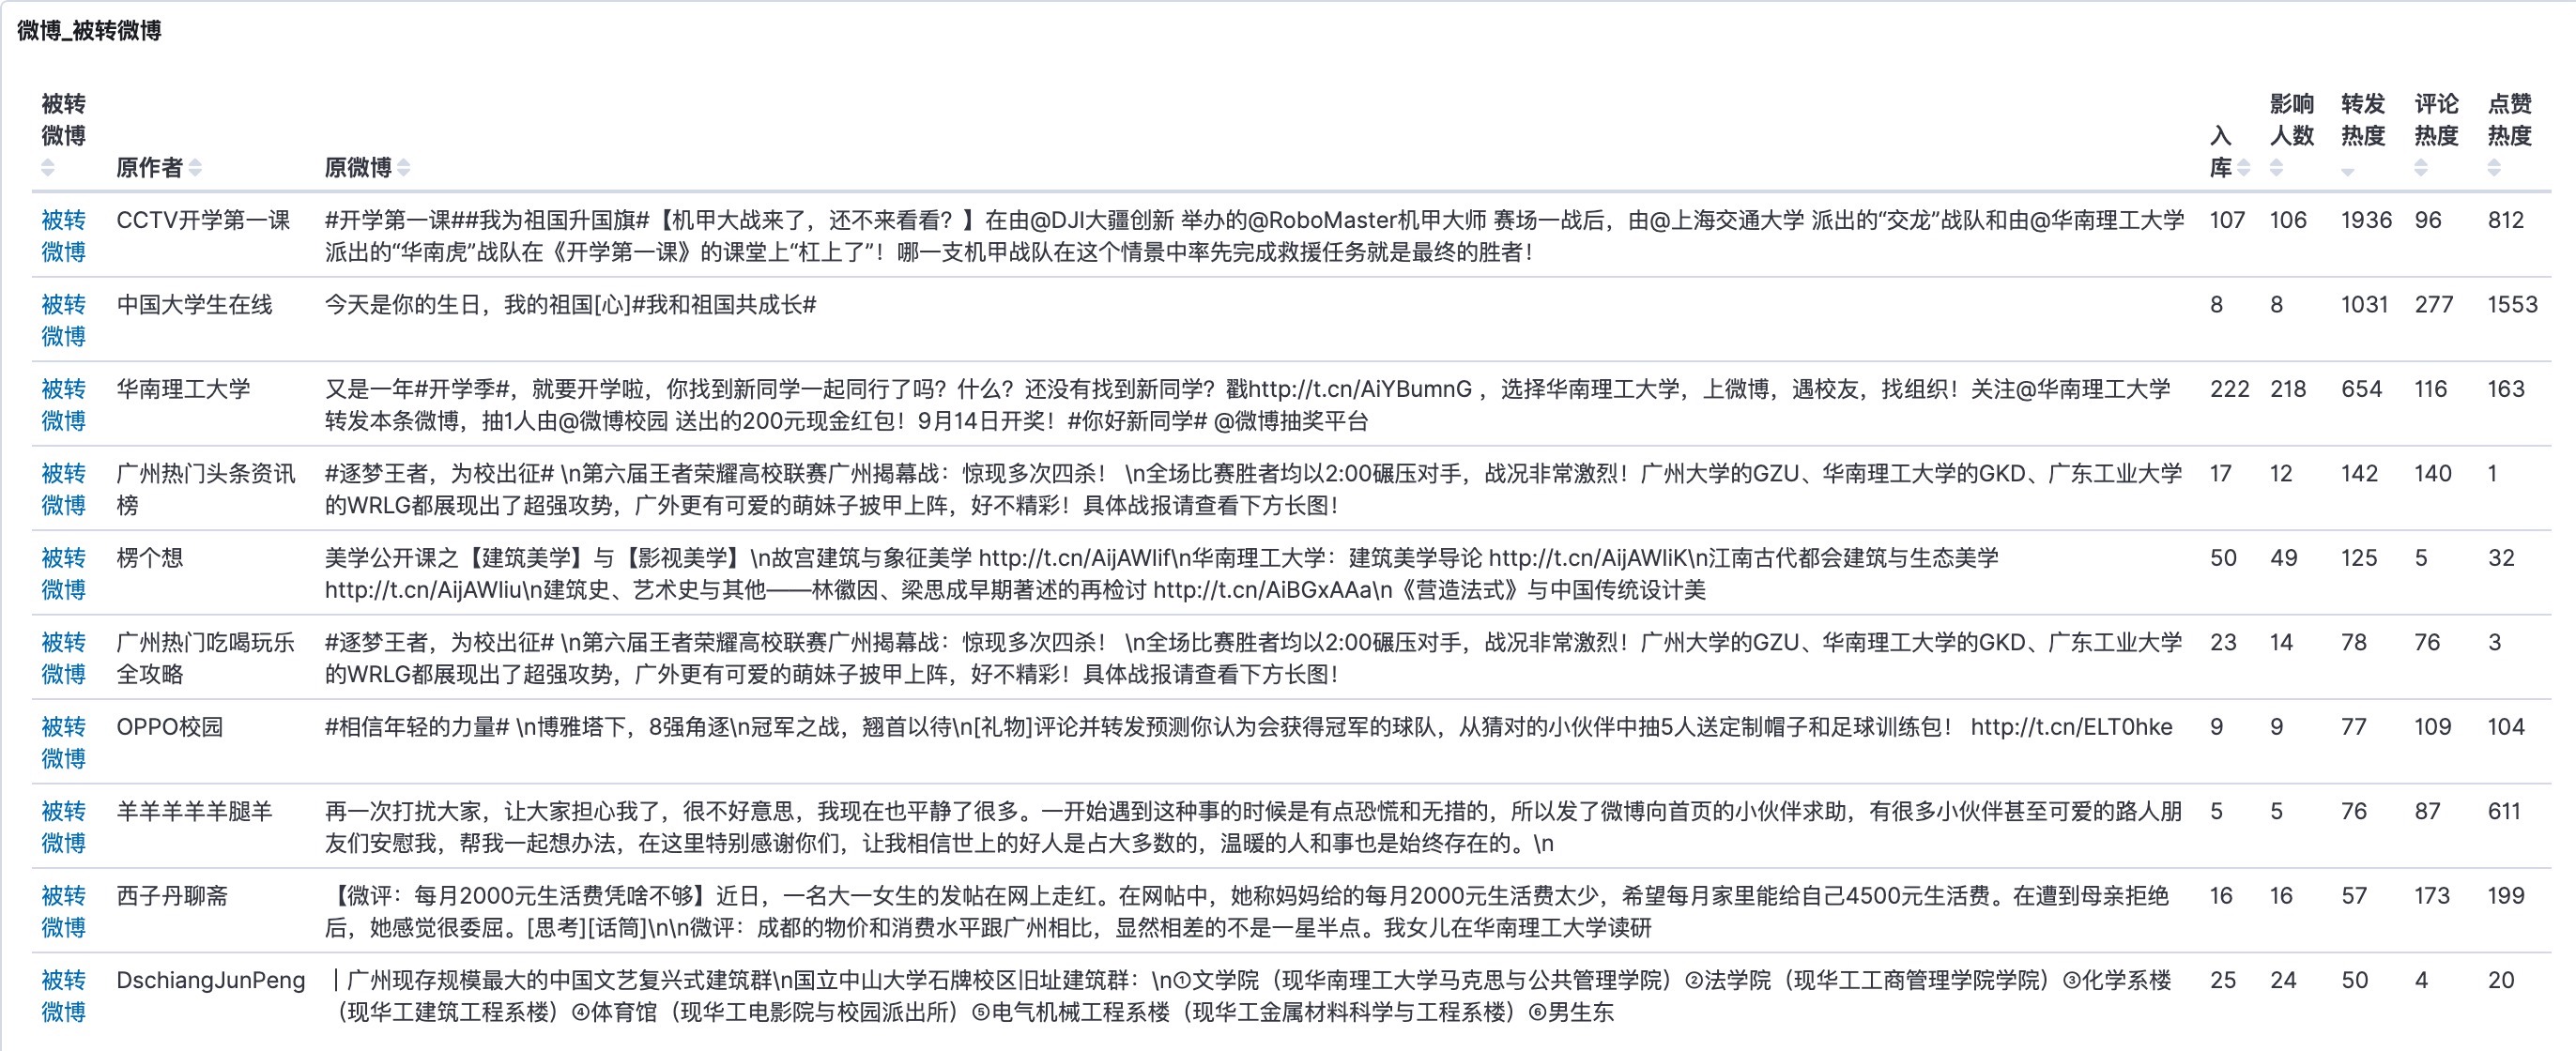 微博_被转微博
被转微博 原作者 原微博 入库 影响人数 转发热度 评论热度 点赞热度
被转 CCTV开学第一课 #开学第一课##我为祖国升国旗#【机甲大战来了，还不来看看？】在由@DJI大疆创新 举办的@RoboMaster机甲大师 赛场一战后，由@上海交通大学 派出的“交龙”战队和由@华南理工大学 107 106 1936 96 812
微博 派出的“华南虎”战队在《开学第一课》的课堂上“杠上了”！哪一支机甲战队在这个情景中率先完成救援任务就是最终的胜者！
被转 中国大学生在线 今天是你的生日，我的祖国[心]#我和祖国共成长# 8 8 1031 277 1553
微博
被转 华南理工大学 又是一年#开学季#，就要开学啦，你找到新同学一起同行了吗？什么？还没有找到新同学？戳http://t.cn/AiYBumnG ，选择华南理工大学，上微博，遇校友，找组织！关注@华南理工大学 222 218 654 116 163
微博 转发本条微博，抽1人由@微博校园 送出的200元现金红包！9月14日开奖！#你好新同学# @微博抽奖平台
被转 广州热门头条资讯 #逐梦王者，为校出征# \n第六届王者荣耀高校联赛广州揭幕战：惊现多次四杀！ \n全场比赛胜者均以2:00碾压对手，战况非常激烈！广州大学的GZU、华南理工大学的GKD、广东工业大学 17 12 142 140 1
微博 榜 的WRLG都展现出了超强攻势，广外更有可爱的萌妹子披甲上阵，好不精彩！具体战报请查看下方长图！
被转 楞个想 美学公开课之【建筑美学】与【影视美学】\n故宫建筑与象征美学 http://t.cn/AijAWlif\n华南理工大学：建筑美学导论 http://t.cn/AijAWliK\n江南古代都会建筑与生态美学 50 49 125 5 32
微博 http://t.cn/AijAWliu\n建筑史、艺术史与其他——林徽因、梁思成早期著述的再检讨 http://t.cn/AiBGxAAa\n《营造法式》与中国传统设计美
被转 广州热门吃喝玩乐 #逐梦王者，为校出征# \n第六届王者荣耀高校联赛广州揭幕战：惊现多次四杀！ \n全场比赛胜者均以2:00碾压对手，战况非常激烈！广州大学的GZU、华南理工大学的GKD、广东工业大学 23 14 78 76 3
微博 全攻略 的WRLG都展现出了超强攻势，广外更有可爱的萌妹子披甲上阵，好不精彩！具体战报请查看下方长图！
被转 OPPO校园 #相信年轻的力量# \n博雅塔下，8强角逐\n冠军之战，翘首以待\n[礼物]评论并转发预测你认为会获得冠军的球队，从猜对的小伙伴中抽5人送定制帽子和足球训练包！ http://t.cn/ELT0hke 9 9 77 109 104
微博
被转 羊羊羊羊羊腿羊 再一次打扰大家，让大家担心我了，很不好意思，我现在也平静了很多。一开始遇到这种事的时候是有点恐慌和无措的，所以发了微博向首页的小伙伴求助，有很多小伙伴甚至可爱的路人朋 5 5 76 87 611
微博 友们安慰我，帮我一起想办法，在这里特别感谢你们，让我相信世上的好人是占大多数的，温暖的人和事也是始终存在的。\n
被转 西子丹聊斋 【微评：每月2000元生活费凭啥不够】近日，一名大一女生的发帖在网上走红。在网帖中，她称妈妈给的每月2000元生活费太少，希望每月家里能给自己4500元生活费。在遭到母亲拒绝 16 16 57 173 199
微博 后，她感觉很委屈。[思考][话筒]\n\n微评：成都的物价和消费水平跟广州相比，显然相差的不是一星半点。我女儿在华南理工大学读研
被转 DschiangJunPeng ｜广州现存规模最大的中国文艺复兴式建筑群\n国立中山大学石牌校区旧址建筑群：\n①文学院（现华南理工大学马克思与公共管理学院）②法学院（现华工工商管理学院学院）③化学系楼 25 24 50 4 20
微博 （现华工建筑工程系楼）④体育馆（现华工电影院与校园派出所）⑤电气机械工程系楼（现华工金属材料科学与工程系楼）⑥男生东